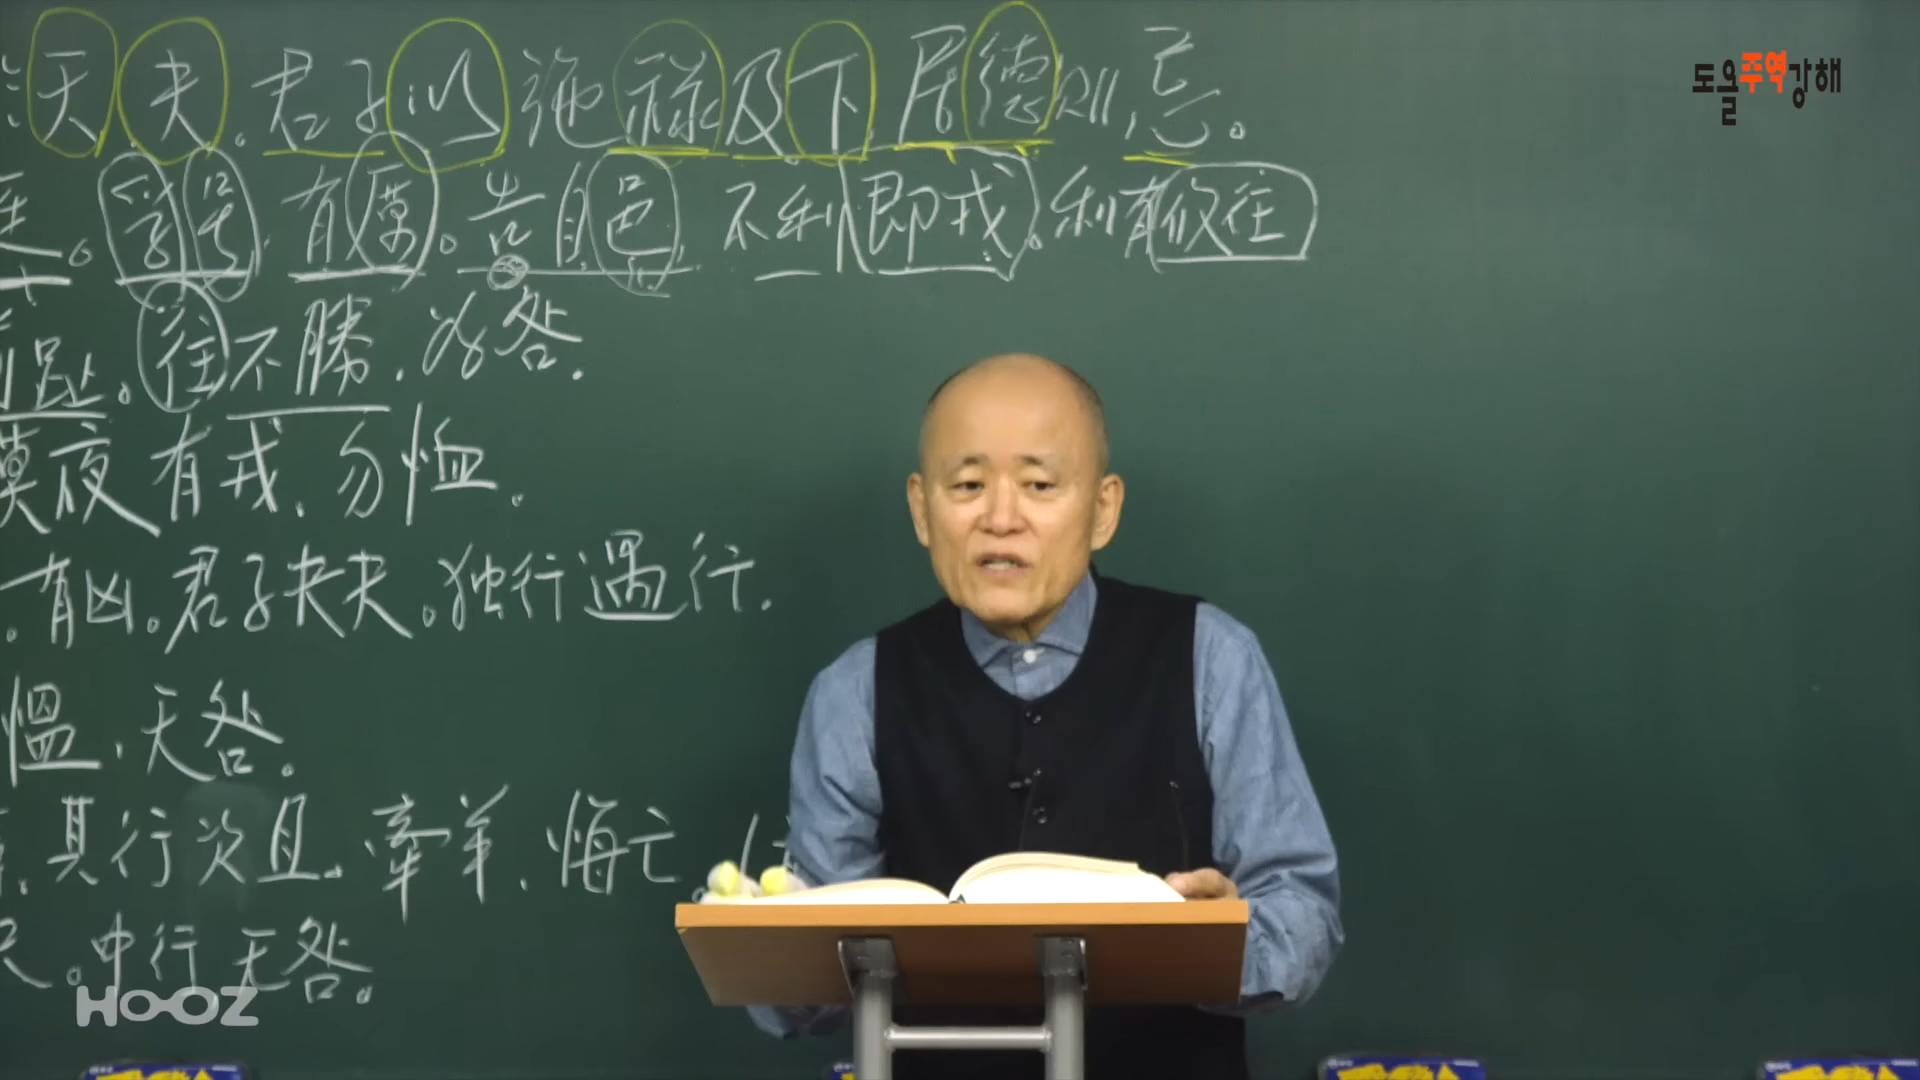 도올주역강해
天夬. 君子以施祿及下, 居德則忌。
孚号, 有厲。告自邑, 不利即戎。利有攸往
趾。往不勝. 為咎.
莫夜有戎. 勿恤.
有凶。君子夬夬。独行遇行.
慍, 无咎.
其行次且. 牽羊, 悔亡
中行, 无咎。
HOOZ